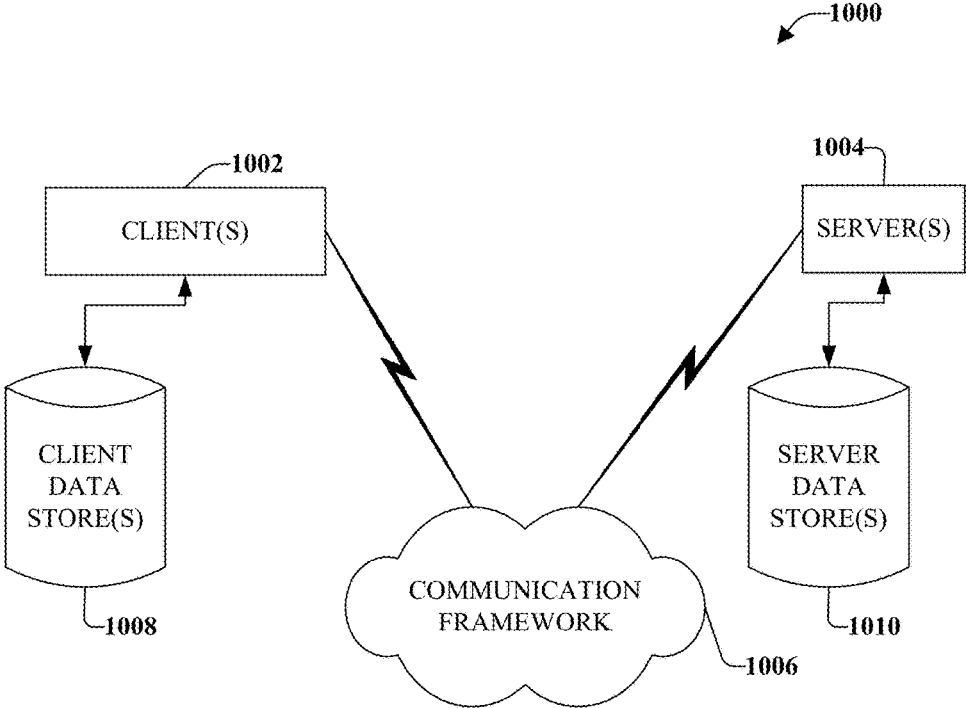 1000
1002
1004
CLIENT(S)
SERVER(S)
CLIENT
DATA
STORE(S)
SERVER
DATA
STORE(S)
COMMUNICATION
FRAMEWORK
1008
1010
1006